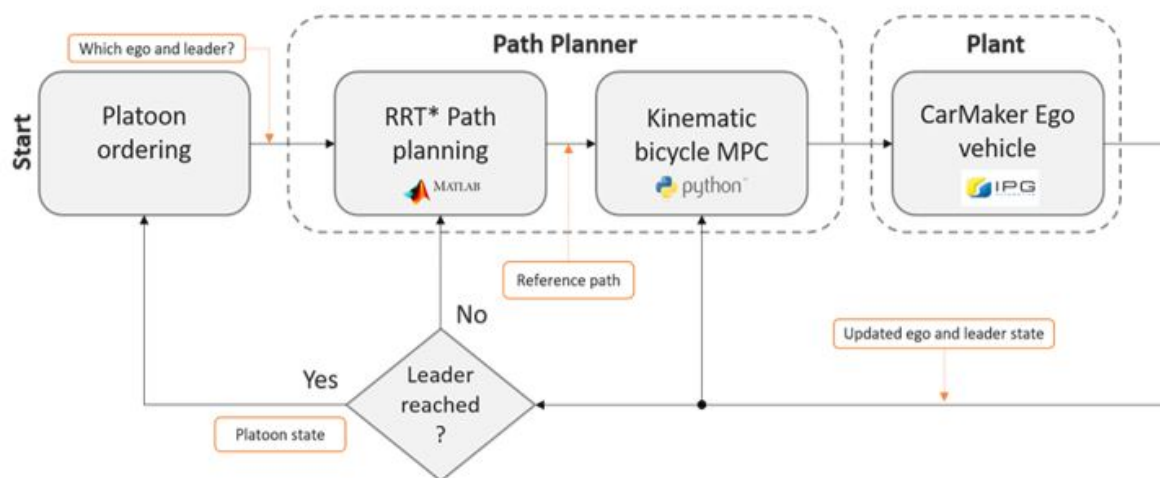 Which ego and leader?
Path Planner
Plant
Start
Platoon
ordering
RRT* Path
planning
MATLAB
Kinematic
bicycle MPC
python™
CarMaker Ego
vehicle
IPG
Reference path
No
Updated ego and leader state
Yes
Leader
reached
?
Platoon state